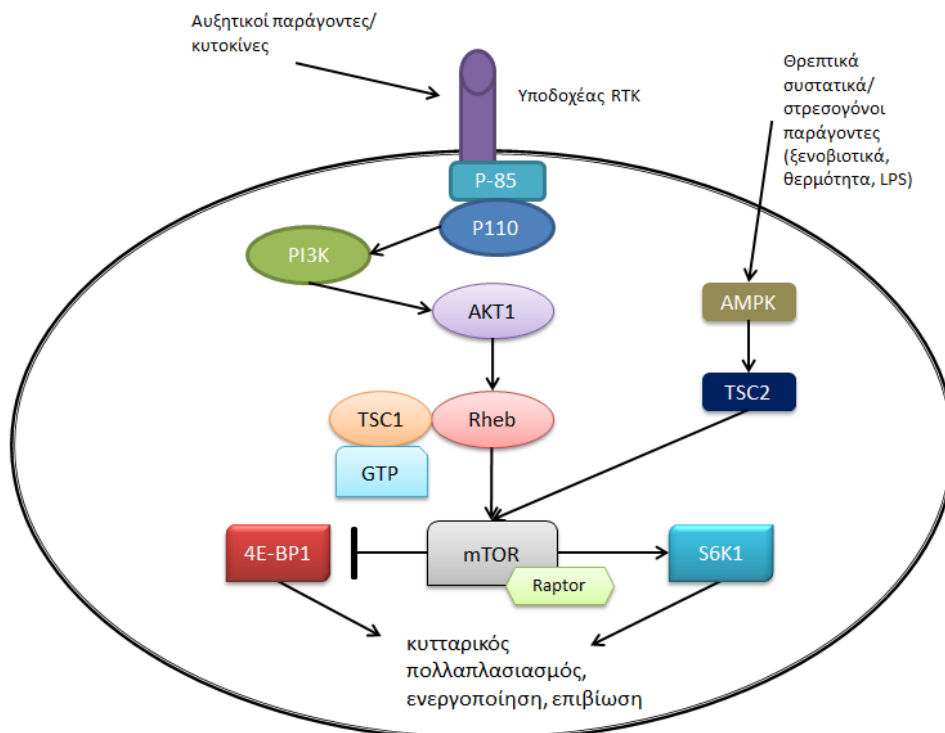 Αυξητικοί παράγοντες/
κυτοκίνες
Υποδοχέας RTK
Θρεπτικά
συστατικά/
στρεσογόνοι
παράγοντες
(ξενοβιοτικά,
θερμότητα, LPS)
P-85
P110
PI3K
AKT1
AMPK
TSC2
TSC1
Rheb
GTP
4E-BP1
mTOR
S6K1
Raptor
κυτταρικός
πολλαπλασιασμός,
ενεργοποίηση, επιβίωση